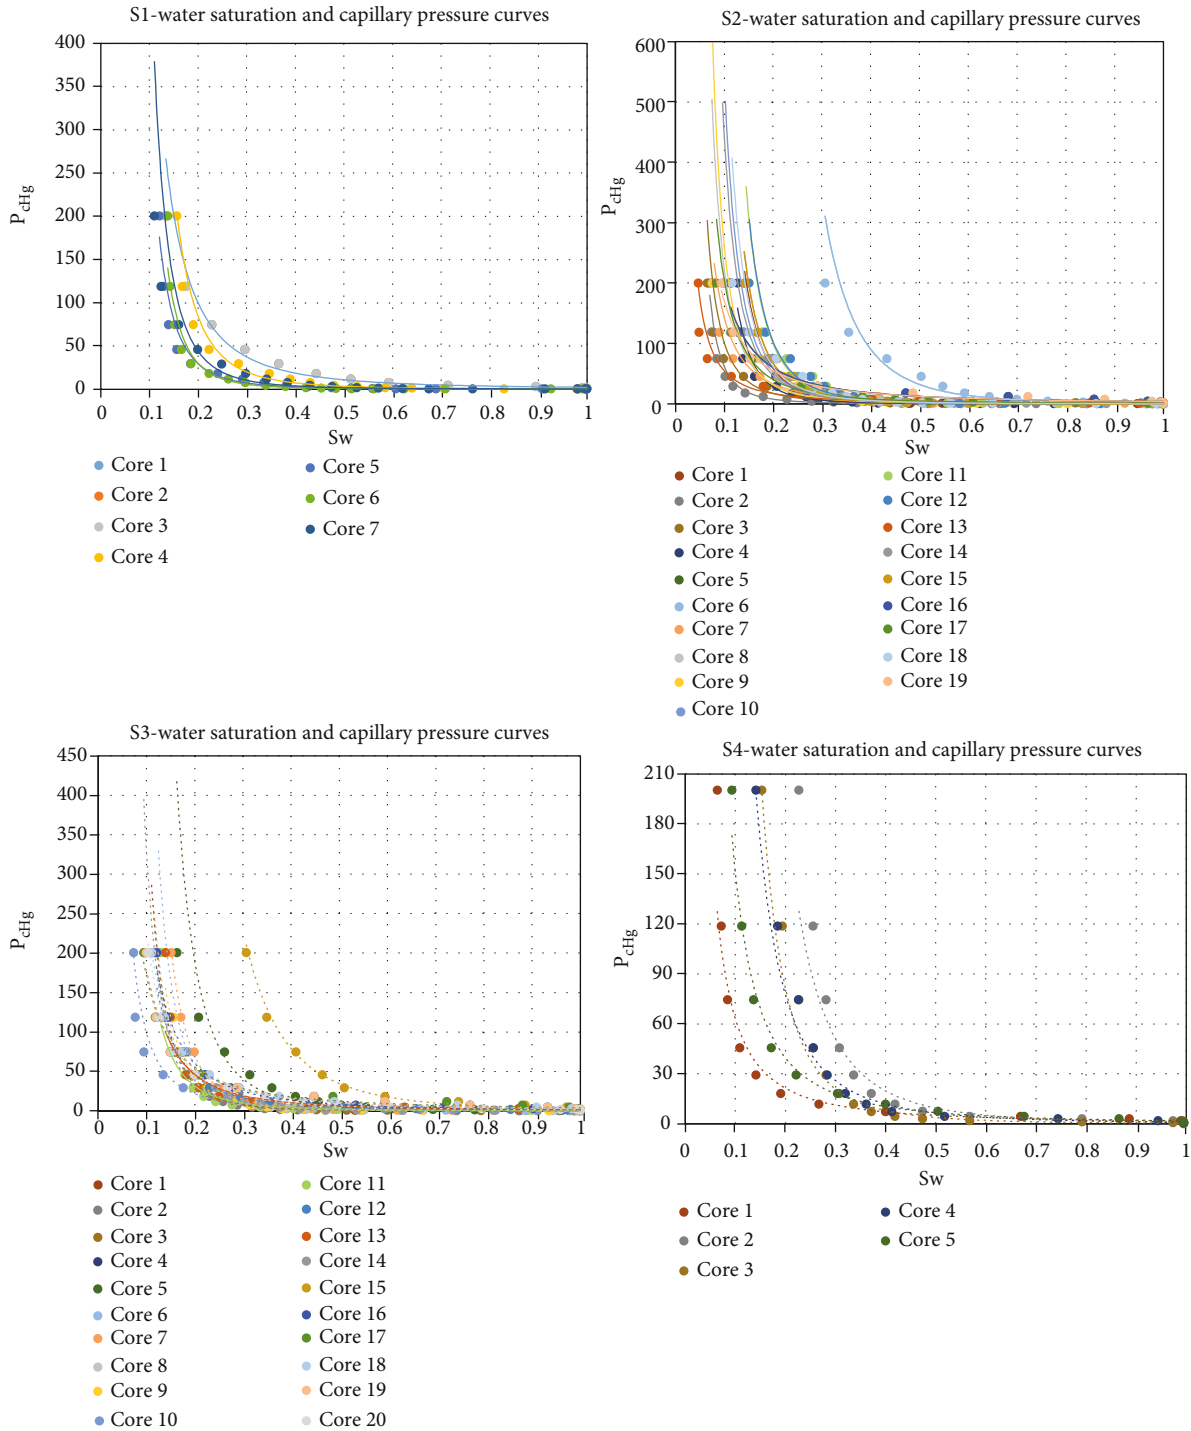 S1-water saturation and capillary pressure curves
400
350
300
250
200
150
100
50
0
P_cHg
0 0.1 0.2 0.3 0.4 0.5 0.6 0.7 0.8 0.9 1
Sw
Core 1
Core 2
Core 3
Core 4
Core 5
Core 6
Core 7
S2-water saturation and capillary pressure curves
600
500
400
300
200
100
0
P_cHg
0 0.1 0.2 0.3 0.4 0.5 0.6 0.7 0.8 0.9 1
Sw
Core 1
Core 2
Core 3
Core 4
Core 5
Core 6
Core 7
Core 8
Core 9
Core 10
Core 11
Core 12
Core 13
Core 14
Core 15
Core 16
Core 17
Core 18
Core 19
S3-water saturation and capillary pressure curves
450
400
350
300
250
200
150
100
50
0
P_cHg
0 0.1 0.2 0.3 0.4 0.5 0.6 0.7 0.8 0.9 1
Sw
Core 1
Core 2
Core 3
Core 4
Core 5
Core 6
Core 7
Core 8
Core 9
Core 10
Core 11
Core 12
Core 13
Core 14
Core 15
Core 16
Core 17
Core 18
Core 19
Core 20
S4-water saturation and capillary pressure curves
210
180
150
120
90
60
30
0
P_cHg
0 0.1 0.2 0.3 0.4 0.5 0.6 0.7 0.8 0.9 1
Sw
Core 1
Core 2
Core 3
Core 4
Core 5